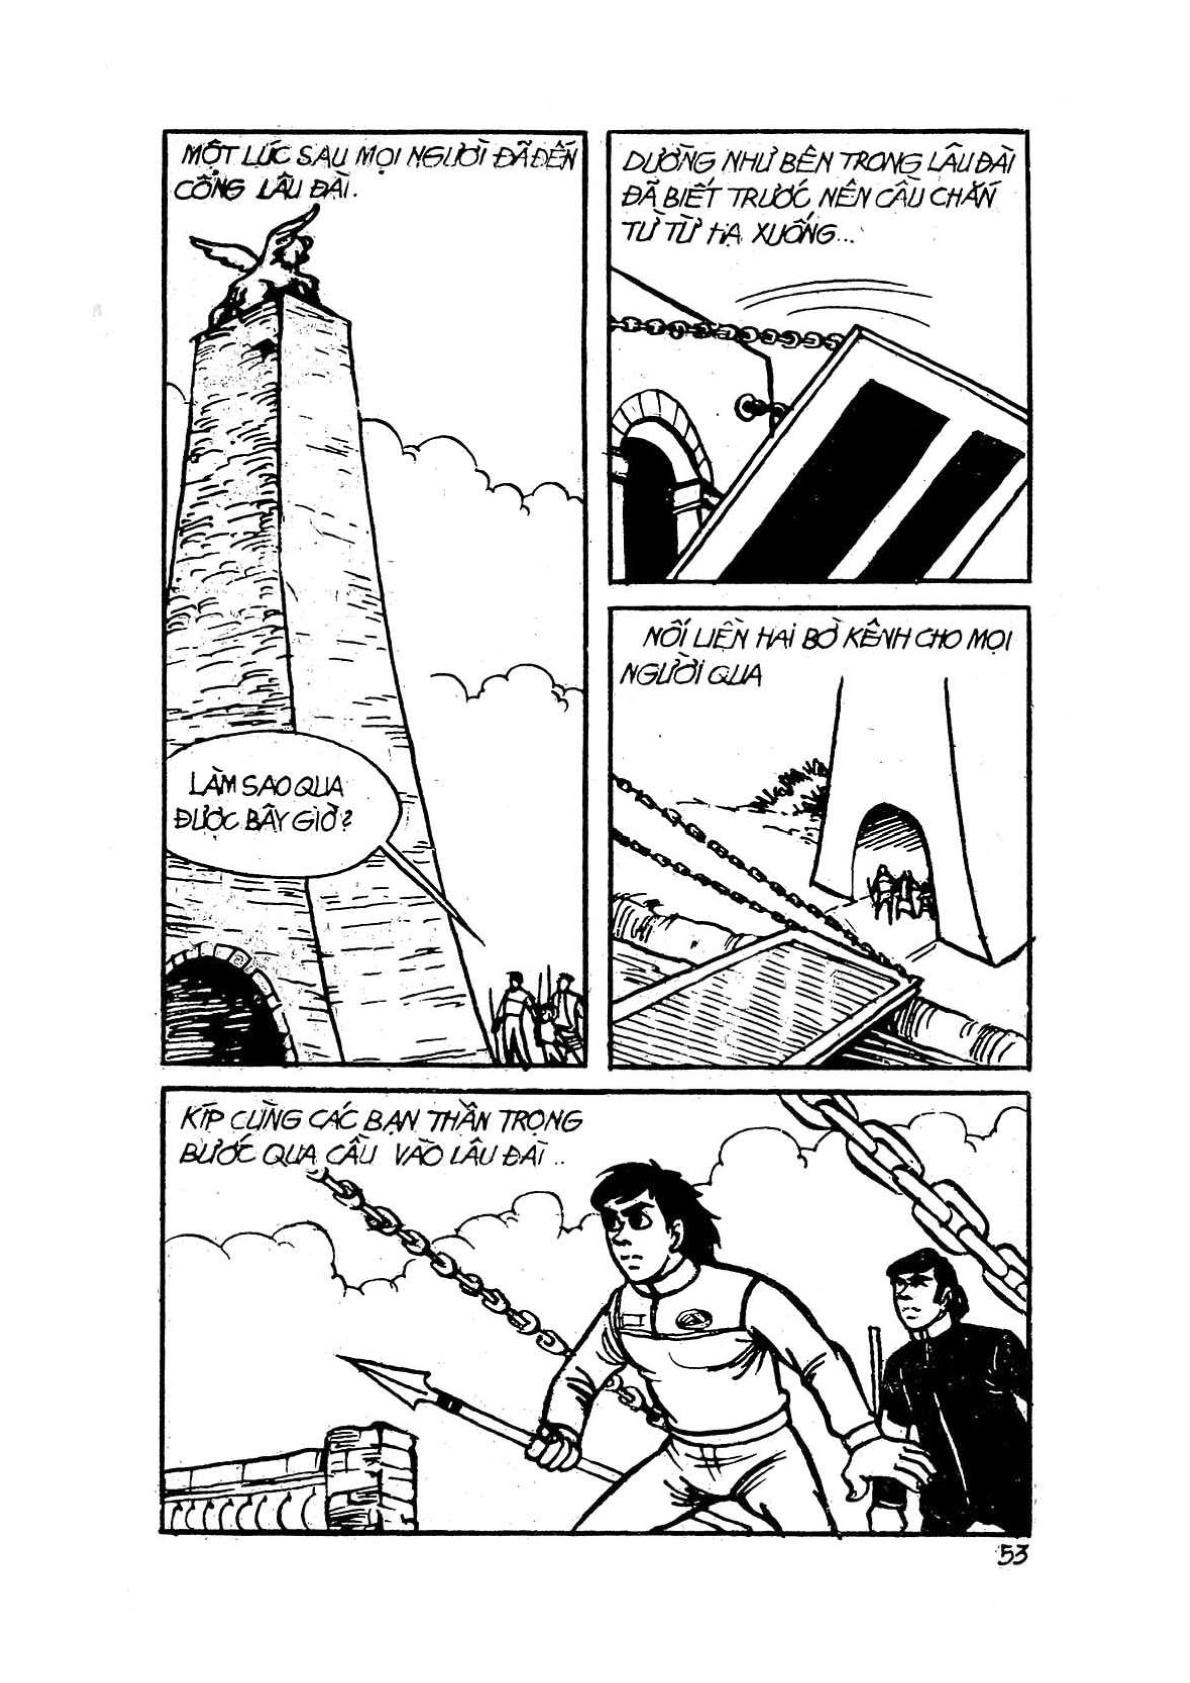 MỘT LÚC SAU MỌI NGƯỜI ĐÃ ĐẾN
CỔNG LÂU ĐÀI.
LÀM SAO QUA
ĐƯỢC BÂY GIỜ?
DƯỜNG NHƯ BÊN TRONG LÂU ĐÀI
ĐÃ BIẾT TRƯỚC NÊN CẦU CHẮN
TỪ TỪ HẠ XUỐNG...
NỐI LIỀN HAI BỜ KÊNH CHO MỌI
NGƯỜI QUA
KÍP CÙNG CÁC BẠN THẦN TRỌNG
BƯỚC QUA CẦU VÀO LÂU ĐÀI..
53